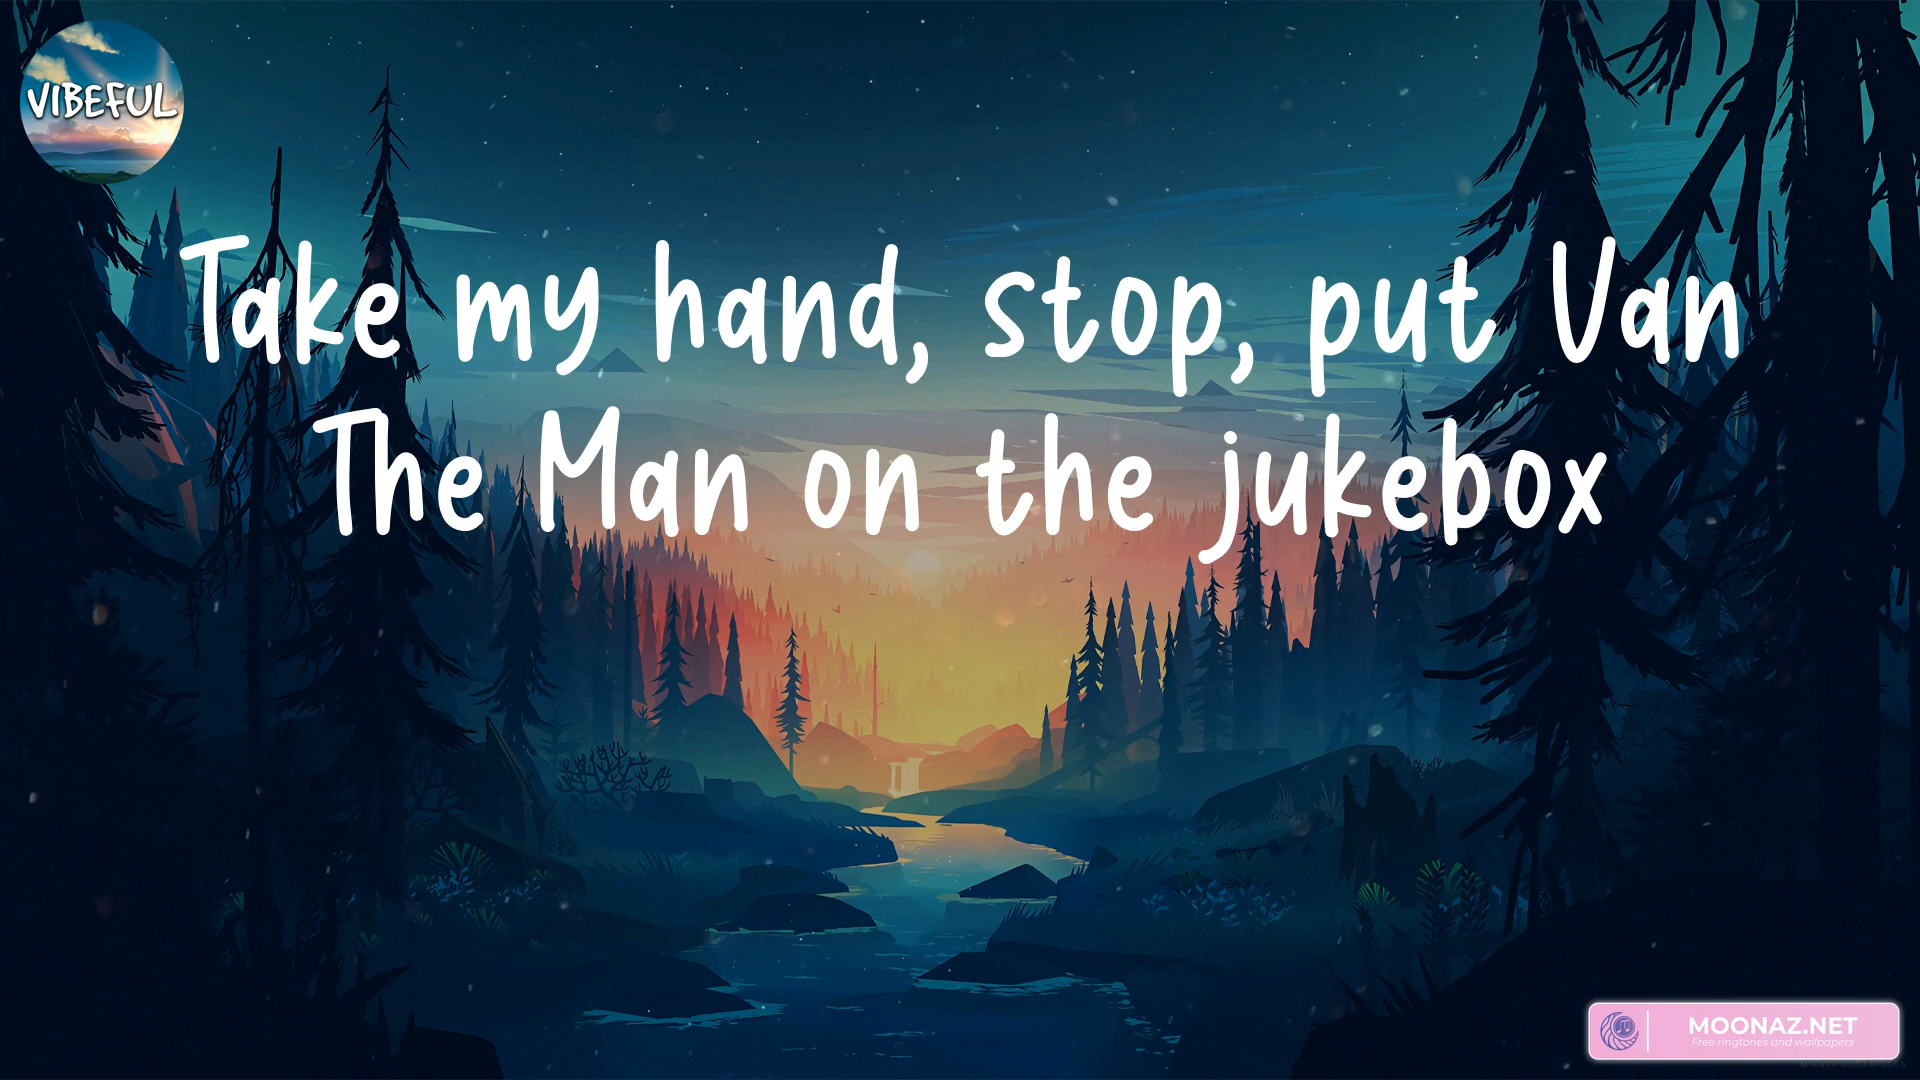 VIBEFUL
Take my hand, stop, put Van
The Man on the jukebox
MOONAZ.NET
Free ringtones and wallpapers